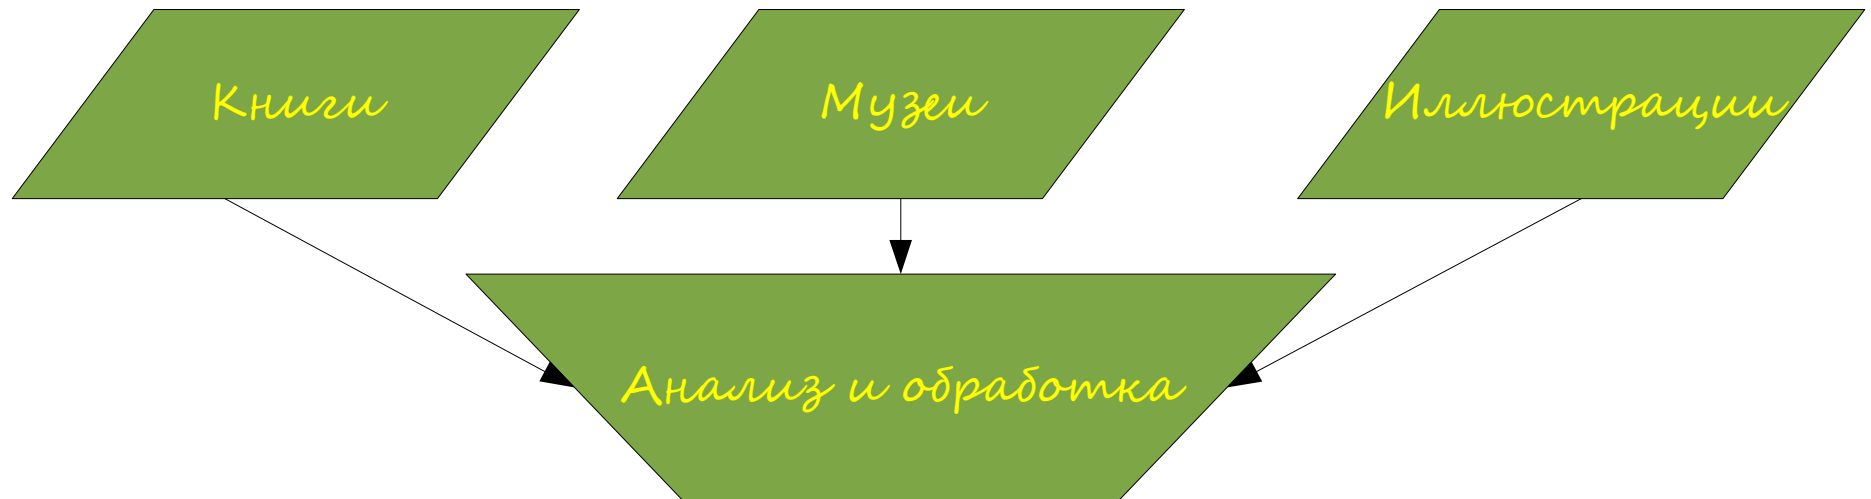 Книги
Музеи
Иллюстрации
Анализ и обработка